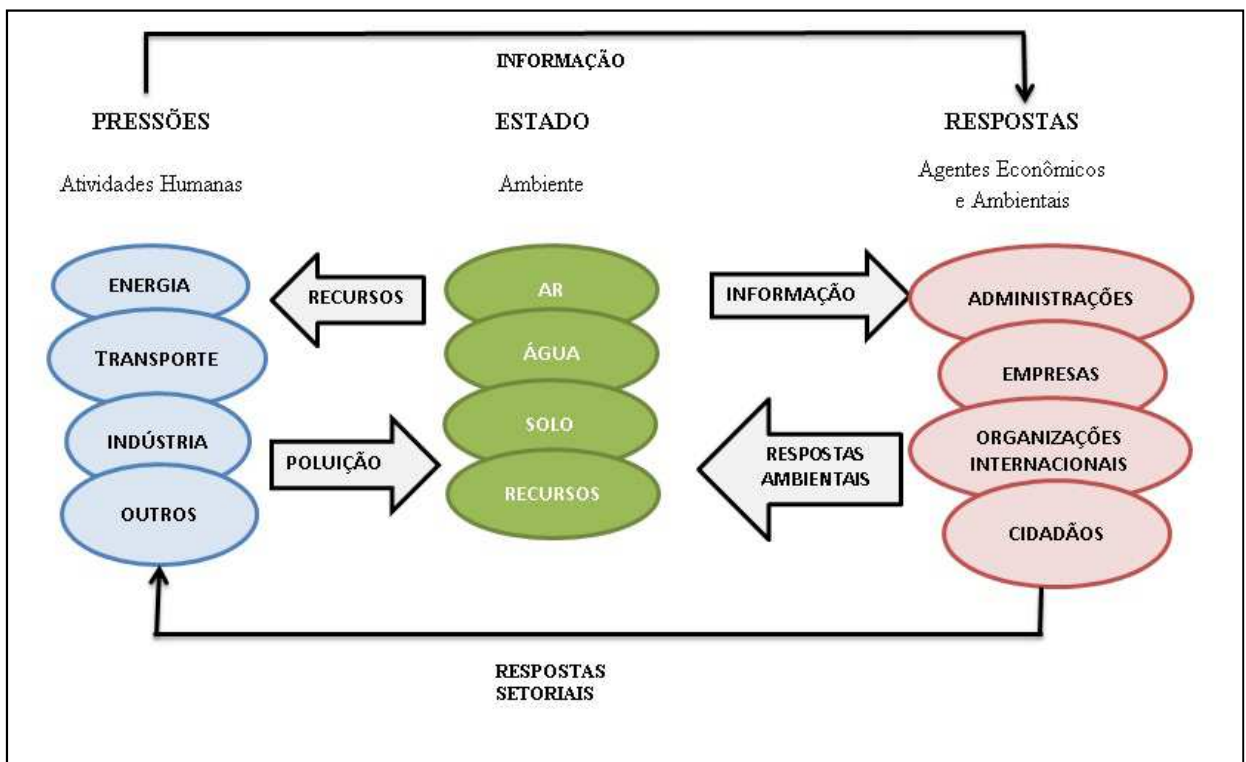 INFORMAÇÃO
PRESSÕES
Atividades Humanas
ENERGIA
TRANSPORTE
INDÚSTRIA
OUTROS
RECURSOS
POLUIÇÃO
ESTADO
Ambiente
AR
ÁGUA
SOLO
RECURSOS
INFORMAÇÃO
RESPOSTAS
AMBIENTAIS
RESPOSTAS
Agentes Econômicos
e Ambientais
ADMINISTRAÇÕES
EMPRESAS
ORGANIZAÇÕES
INTERNACIONAIS
CIDADÃOS
RESPOSTAS
SETORIAIS